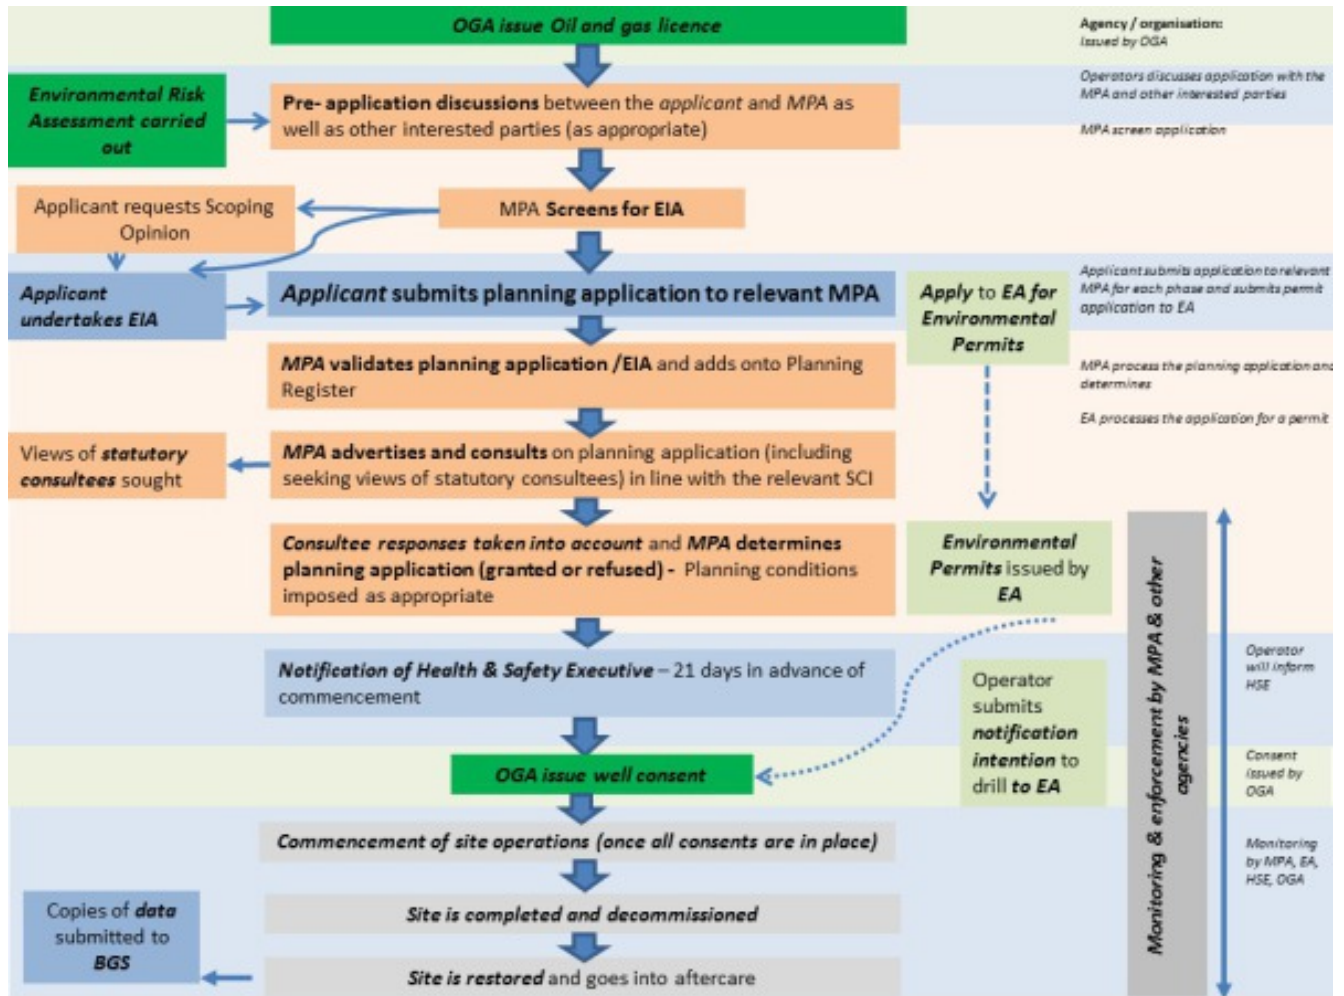 OGA issue Oil and gas licence
Agency / organisation:
Issued by OGA
Environmental Risk
Assessment carried
out
Pre- application discussions between the applicant and MPA as
well as other interested parties (as appropriate)
Operators discusses application with the
MPA and other interested parties
MPA screen application
Applicant requests Scoping
Opinion
MPA Screens for EIA
Applicant
undertakes EIA
Applicant submits planning application to relevant MPA
Apply to EA for
Environmental
Permits
Applicant submits application to relevant
MPA for each phase and submits permit
application to EA
MPA validates planning application /EIA and adds onto Planning
Register
MPA process the planning application and
determines
EA processes the application for a permit
Views of statutory
consultees sought
MPA advertises and consults on planning application (including
seeking views of statutory consultees) in line with the relevant SCI
Consultee responses taken into account and MPA determines
planning application (granted or refused) - Planning conditions
imposed as appropriate
Environmental
Permits issued by
EA
Monitoring & enforcement by MPA & other
agencies
Notification of Health & Safety Executive – 21 days in advance of
commencement
Operator
submits
notification
intention to
drill to EA
Operator
will inform
HSE
OGA issue well consent
Consent
issued by
OGA
Commencement of site operations (once all consents are in place)
Monitoring
by MPA, EA,
HSE, OGA
Site is completed and decommissioned
Copies of data
submitted to
BGS
Site is restored and goes into aftercare